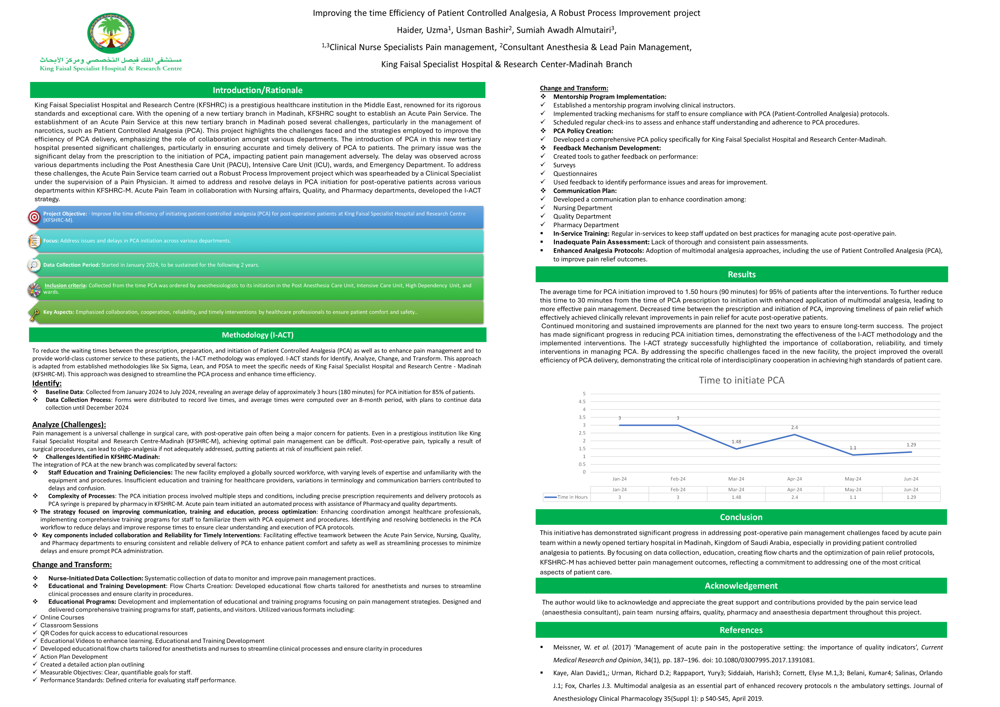 Improving the time Efficiency of Patient Controlled Analgesia, A Robust Process Improvement project
Haider, Uzma1, Usman Bashir2, Sumiah Awadh Almutairi3,
1,3Clinical Nurse Specialists Pain management, 2Consultant Anesthesia & Lead Pain Management,
King Faisal Specialist Hospital & Research Center-Madinah Branch
مستشفى الملك فيصل التخصصي ومركز الأبحاث
King Faisal Specialist Hospital & Research Centre
Introduction/Rationale
King Faisal Specialist Hospital and Research Centre (KFSHRC) is a prestigious healthcare institution in the Middle East, renowned for its rigorous
standards and exceptional care. With the opening of a new tertiary branch in Madinah, KFSHRC sought to establish an Acute Pain Service. The
establishment of an Acute Pain Service at this new tertiary branch in Madinah posed several challenges, particularly in the management of
narcotics, such as Patient Controlled Analgesia (PCA). This project highlights the challenges faced and the strategies employed to improve the
efficiency of PCA delivery, emphasizing the role of collaboration amongst various departments. The introduction of PCA in this new tertiary
hospital presented significant challenges, particularly in ensuring accurate and timely delivery of PCA to patients. The primary issue was the
significant delay from the prescription to the initiation of PCA, impacting patient pain management adversely. The delay was observed across
various departments including the Post Anesthesia Care Unit (PACU), Intensive Care Unit (ICU), wards, and Emergency Department. To address
these challenges, the Acute Pain Service team carried out a Robust Process Improvement project which was spearheaded by a Clinical Specialist
under the supervision of a Pain Physician. It aimed to address and resolve delays in PCA initiation for post-operative patients across various
departments within KFSHRC-M. Acute Pain Team in collaboration with Nursing affairs, Quality, and Pharmacy departments, developed the I-ACT
strategy.
Project Objective: · Improve the time efficiency of initiating patient-controlled analgesia (PCA) for post-operative patients at King Faisal Specialist Hospital and Research Centre
(KFSHRC-M).
Focus: Address issues and delays in PCA initiation across various departments.
Data Collection Period: Started in January 2024, to be sustained for the following 2 years.
Inclusion criteria: Collected from the time PCA was ordered by anesthesiologists to its initiation in the Post Anesthesia Care Unit, Intensive Care Unit, High Dependency Unit, and
wards.
Key Aspects: Emphasized collaboration, cooperation, reliability, and timely interventions by healthcare professionals to ensure patient comfort and safety..
Methodology (I-ACT)
To reduce the waiting times between the prescription, preparation, and initiation of Patient Controlled Analgesia (PCA) as well as to enhance pain management and to
provide world-class customer service to these patients, the I-ACT methodology was employed. I-ACT stands for Identify, Analyze, Change, and Transform. This approach
is adapted from established methodologies like Six Sigma, Lean, and PDSA to meet the specific needs of King Faisal Specialist Hospital and Research Centre - Madinah
(KFSHRC-M). This approach was designed to streamline the PCA process and enhance time efficiency.
Identify:
❖ Baseline Data: Collected from January 2024 to July 2024, revealing an average delay of approximately 3 hours (180 minutes) for PCA initiation for 85% of patients.
❖ Data Collection Process: Forms were distributed to record live times, and average times were computed over an 8-month period, with plans to continue data
collection until December 2024
Analyze (Challenges):
Pain management is a universal challenge in surgical care, with post-operative pain often being a major concern for patients. Even in a prestigious institution like King
Faisal Specialist Hospital and Research Centre-Madinah (KFSHRC-M), achieving optimal pain management can be difficult. Post-operative pain, typically a result of
surgical procedures, can lead to oligo-analgesia if not adequately addressed, putting patients at risk of insufficient pain relief.
❖ Challenges Identified in KFSHRC-Madinah:
The integration of PCA at the new branch was complicated by several factors:
❖ Staff Education and Training Deficiencies: The new facility employed a globally sourced workforce, with varying levels of expertise and unfamiliarity with the
equipment and procedures. Insufficient education and training for healthcare providers, variations in terminology and communication barriers contributed to
delays and confusion.
❖ Complexity of Processes: The PCA initiation process involved multiple steps and conditions, including precise prescription requirements and delivery protocols as
PCA syringe is prepared by pharmacy in KFSHRC-M. Acute pain team initiated an automated process with assistance of Pharmacy and quality departments.
❖ The strategy focused on improving communication, training and education, process optimization: Enhancing coordination amongst healthcare professionals,
implementing comprehensive training programs for staff to familiarize them with PCA equipment and procedures. Identifying and resolving bottlenecks in the PCA
workflow to reduce delays and improve response times to ensure clear understanding and execution of PCA protocols.
❖ Key components included collaboration and Reliability for Timely Interventions: Facilitating effective teamwork between the Acute Pain Service, Nursing, Quality,
and Pharmacy departments to ensuring consistent and reliable delivery of PCA to enhance patient comfort and safety as well as streamlining processes to minimize
delays and ensure prompt PCA administration.
Change and Transform:
❖ Nurse-Initiated Data Collection: Systematic collection of data to monitor and improve pain management practices.
❖ Educational and Training Development: Flow Charts Creation: Developed educational flow charts tailored for anesthetists and nurses to streamline
clinical processes and ensure clarity in procedures.
❖ Educational Programs: Development and implementation of educational and training programs focusing on pain management strategies. Designed and
delivered comprehensive training programs for staff, patients, and visitors. Utilized various formats including:
✓ Online Courses
✓ Classroom Sessions
✓ QR Codes for quick access to educational resources
✓ Educational Videos to enhance learning. Educational and Training Development
✓ Developed educational flow charts tailored for anesthetists and nurses to streamline clinical processes and ensure clarity in procedures
✓ Action Plan Development
✓ Created a detailed action plan outlining
✓ Measurable Objectives: Clear, quantifiable goals for staff.
✓ Performance Standards: Defined criteria for evaluating staff performance.
Change and Transform:
❖ Mentorship Program Implementation:
✓ Established a mentorship program involving clinical instructors.
✓ Implemented tracking mechanisms for staff to ensure compliance with PCA (Patient-Controlled Analgesia) protocols.
✓ Scheduled regular check-ins to assess and enhance staff understanding and adherence to PCA procedures.
❖ PCA Policy Creation:
✓ Developed a comprehensive PCA policy specifically for King Faisal Specialist Hospital and Research Center-Madinah.
❖ Feedback Mechanism Development:
✓ Created tools to gather feedback on performance:
✓ Surveys
✓ Questionnaires
✓ Used feedback to identify performance issues and areas for improvement.
❖ Communication Plan:
✓ Developed a communication plan to enhance coordination among:
✓ Nursing Department
✓ Quality Department
✓ Pharmacy Department
▪ In-Service Training: Regular in-services to keep staff updated on best practices for managing acute post-operative pain.
▪ Inadequate Pain Assessment: Lack of thorough and consistent pain assessments.
▪ Enhanced Analgesia Protocols: Adoption of multimodal analgesia approaches, including the use of Patient Controlled Analgesia (PCA),
to improve pain relief outcomes.
Results
The average time for PCA initiation improved to 1.50 hours (90 minutes) for 95% of patients after the interventions. To further reduce
this time to 30 minutes from the time of PCA prescription to initiation with enhanced application of multimodal analgesia, leading to
more effective pain management. Decreased time between the prescription and initiation of PCA, improving timeliness of pain relief which
effectively achieved clinically relevant improvements in pain relief for acute post-operative patients.
Continued monitoring and sustained improvements are planned for the next two years to ensure long-term success. The project
has made significant progress in reducing PCA initiation times, demonstrating the effectiveness of the I-ACT methodology and the
implemented interventions. The I-ACT strategy successfully highlighted the importance of collaboration, reliability, and timely
interventions in managing PCA. By addressing the specific challenges faced in the new facility, the project improved the overall
efficiency of PCA delivery, demonstrating the critical role of interdisciplinary cooperation in achieving high standards of patient care.
Time to initiate PCA
5
4.5
4
3.5
3
2.5
2
1.5
1
0.5
0
3 3 1.48 2.4 1.1 1.29
Jan-24 Feb-24 Mar-24 Apr-24 May-24 Jun-24
Jan-24 Feb-24 Mar-24 Apr-24 May-24 Jun-24
Time in Hours 3 3 1.48 2.4 1.1 1.29
Conclusion
This initiative has demonstrated significant progress in addressing post-operative pain management challenges faced by acute pain
team within a newly opened tertiary hospital in Madinah, Kingdom of Saudi Arabia, especially in providing patient controlled
analgesia to patients. By focusing on data collection, education, creating flow charts and the optimization of pain relief protocols,
KFSHRC-M has achieved better pain management outcomes, reflecting a commitment to addressing one of the most critical
aspects of patient care.
Acknowledgement
The author would like to acknowledge and appreciate the great support and contributions provided by the pain service lead
(anaesthesia consultant), pain team nursing affairs, quality, pharmacy and anaesthesia department throughout this project.
References
▪ Meissner, W. et al. (2017) ‘Management of acute pain in the postoperative setting: the importance of quality indicators’, Current
Medical Research and Opinion, 34(1), pp. 187–196. doi: 10.1080/03007995.2017.1391081.
▪ Kaye, Alan David1,; Urman, Richard D.2; Rappaport, Yury3; Siddaiah, Harish3; Cornett, Elyse M.1,3; Belani, Kumar4; Salinas, Orlando
J.1; Fox, Charles J.3. Multimodal analgesia as an essential part of enhanced recovery protocols n the ambulatory settings. Journal of
Anesthesiology Clinical Pharmacology 35(Suppl 1): p S40-S45, April 2019.